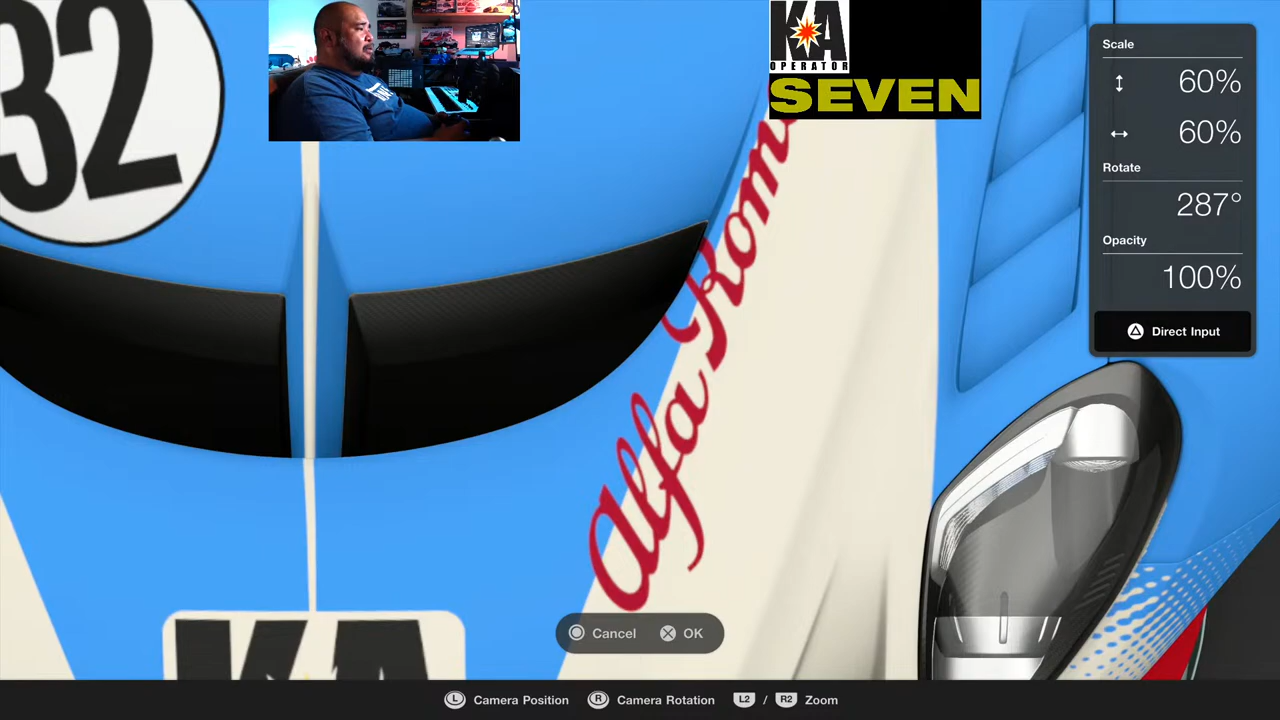 32
KA
OPERATOR
SEVEN
Scale
60%
60%
Rotate
287°
Opacity
100%
Direct Input
Alfa Rom
Cancel
OK
KA
L Camera Position R Camera Rotation L2 / R2 Zoom